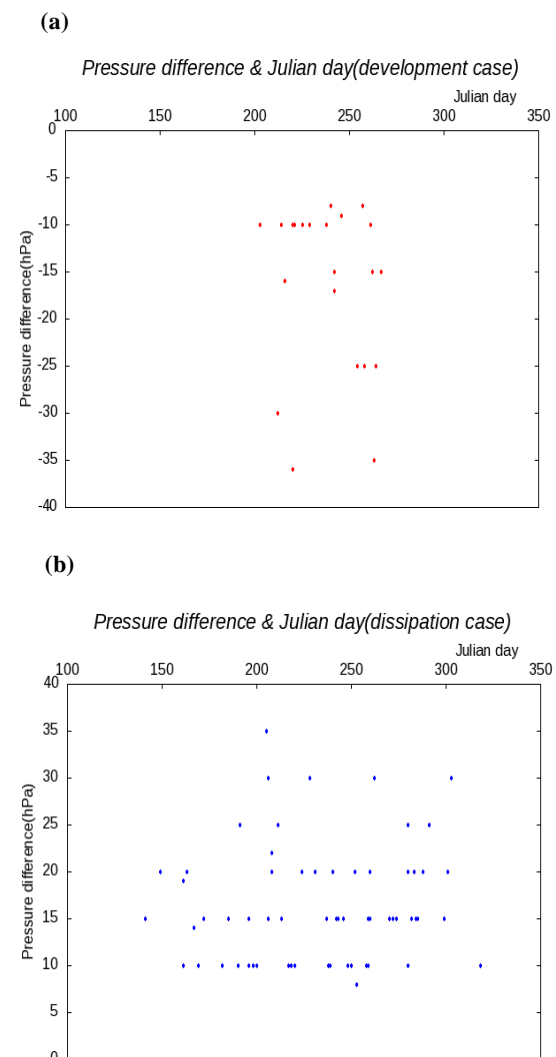 (a)
Pressure difference & Julian day(development case)
Julian day
100 150 200 250 300 350
0
-5
-10
-15
-20
-25
-30
-35
-40
Pressure difference(hPa)
(b)
Pressure difference & Julian day(dissipation case)
Julian day
100 150 200 250 300 350
40
35
30
25
20
15
10
5
0
Pressure difference(hPa)